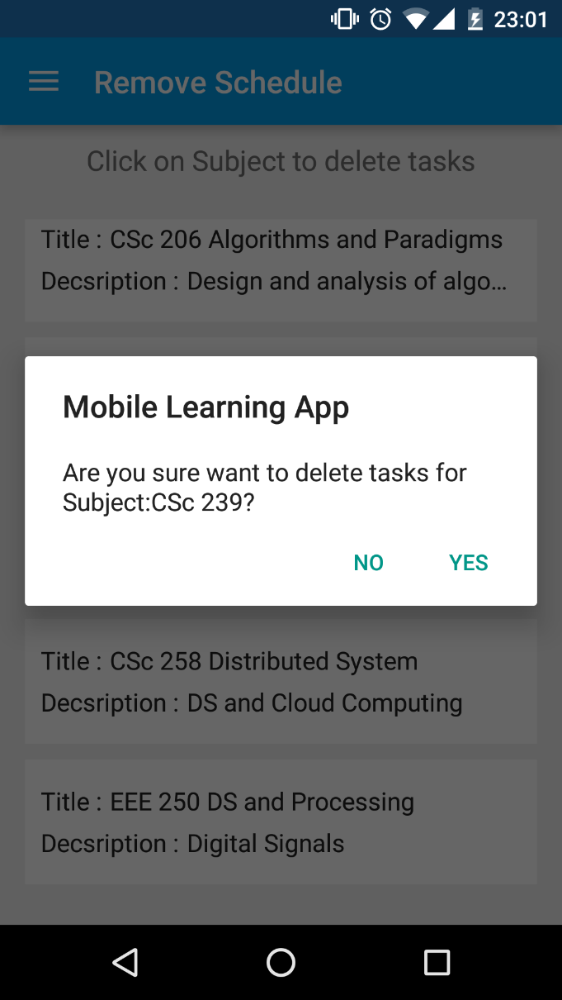 23:01
Remove Schedule
Click on Subject to delete tasks
Title : CSc 206 Algorithms and Paradigms
Decsription : Design and analysis of algo...
Mobile Learning App
Are you sure want to delete tasks for
Subject:CSc 239?
NO YES
Title : CSc 258 Distributed System
Decsription : DS and Cloud Computing
Title : EEE 250 DS and Processing
Decsription : Digital Signals